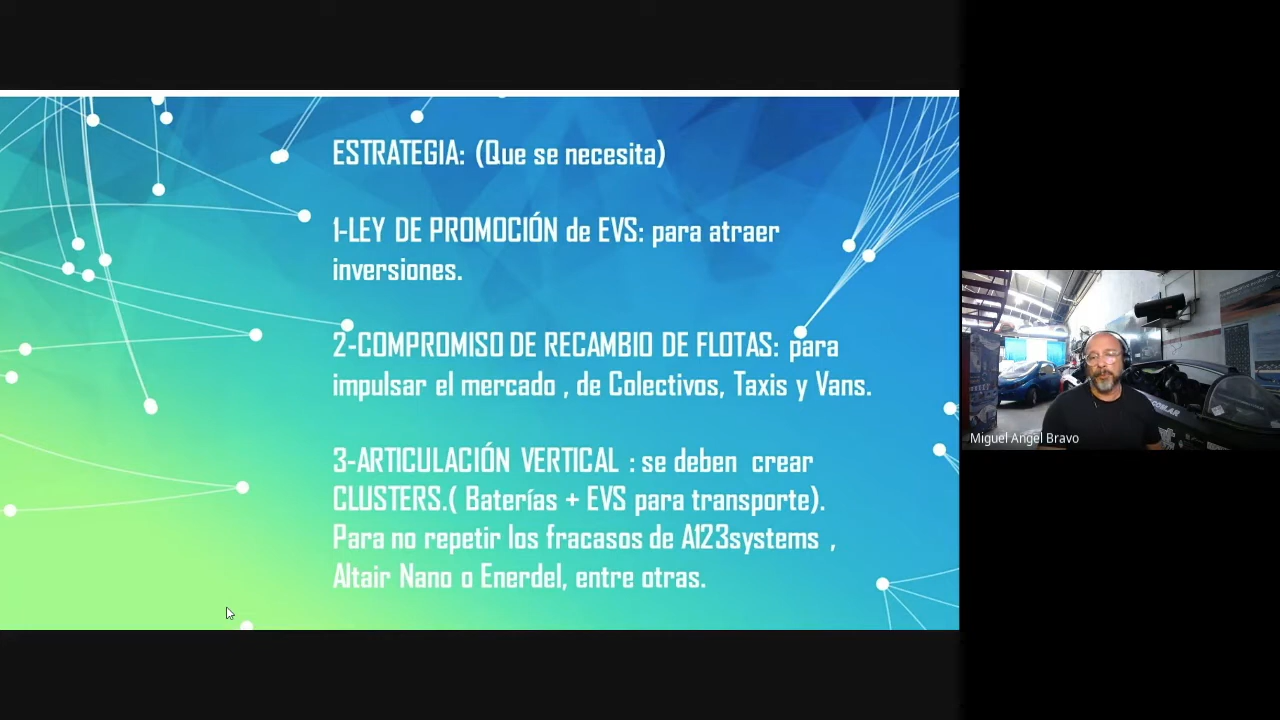 ESTRATEGIA: (Que se necesita)
1-LEY DE PROMOCIÓN de EVS: para atraer
inversiones.
2-COMPROMISO DE RECAMBIO DE FLOTAS: para
impulsar el mercado , de Colectivos, Taxis y Vans.
3-ARTICULACIÓN VERTICAL : se deben crear
CLUSTERS.( Baterías + EVS para transporte).
Para no repetir los fracasos de A123systems ,
Altair Nano o Enerdel, entre otras.
Miguel Angel Bravo